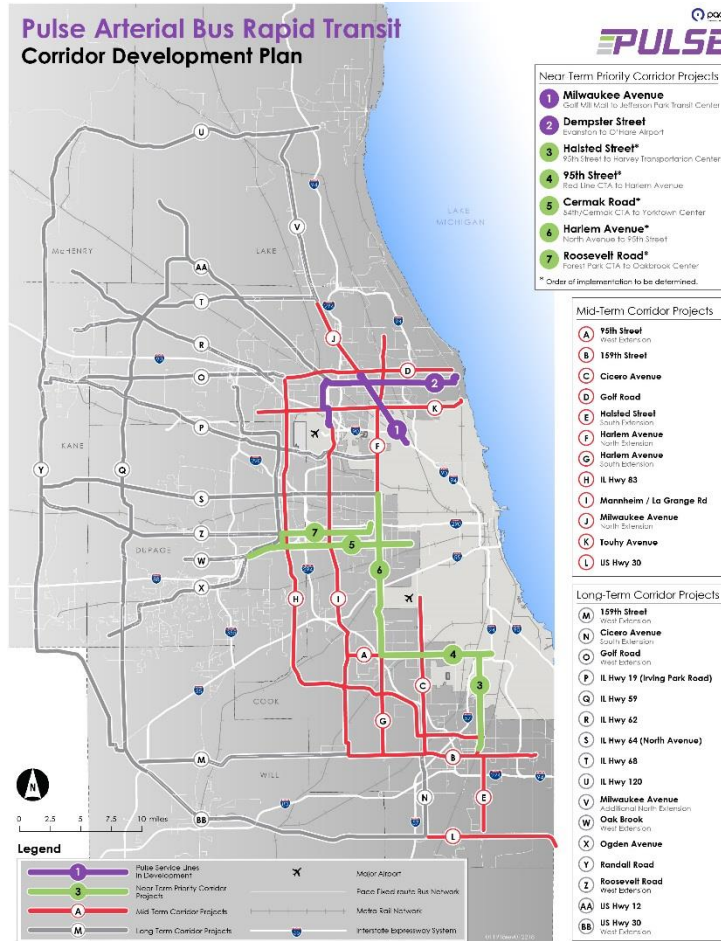 Pulse Arterial Bus Rapid Transit
Corridor Development Plan
PULSE
Near-Term Priority Corridor Projects
1 Milwaukee Avenue
Golf Mill Mall to Jefferson Park Transit Center
2 Dempster Street
Evanston to O'Hare Airport
3 Halsted Street*
95th Street to Harvey Transportation Center
4 95th Street*
Red Line CTA to Harlem Avenue
5 Cermak Road*
54th/Cermak CTA to Yorktown Center
6 Harlem Avenue*
North Avenue to 95th Street
7 Roosevelt Road*
Forest Park CTA to Oakbrook Center
* Order of implementation to be determined.
Mid-Term Corridor Projects
A 95th Street
West Extension
B 159th Street
C Cicero Avenue
D Golf Road
E Halsted Street
South Extension
F Harlem Avenue
North Extension
G Harlem Avenue
South Extension
H IL Hwy 83
I Mannheim / La Grange Rd
J Milwaukee Avenue
North Extension
K Touhy Avenue
L US Hwy 30
Long-Term Corridor Projects
M 159th Street
West Extension
N Cicero Avenue
South Extension
O Golf Road
West Extension
P IL Hwy 19 (Irving Park Road)
Q IL Hwy 59
R IL Hwy 62
S IL Hwy 64 (North Avenue)
T IL Hwy 68
U IL Hwy 120
V Milwaukee Avenue
Additional North Extension
W Oak Brook
West Extension
X Ogden Avenue
Y Randall Road
Z Roosevelt Road
West Extension
AA US Hwy 12
BB US Hwy 30
West Extension
LAKE
MICHIGAN
McHENRY
LAKE
KANE
DUPAGE
COOK
WILL
U
V
AA
T
J
R
O
D
2
K
P
1
F
Y
Q
S
Z
7
W
5
X
6
H
I
A
4
C
3
G
M
B
N
E
BB
L
N
0 2.5 5 7.5 10 miles
Legend
1 Pulse Service Lines
In Development
3 Near Term Priority Corridor
Projects
A Mid-Term Corridor Projects
M Long-Term Corridor Projects
Major Airport
Pace Fixed route Bus Network
Metra Rail Network
Interstate Expressway System